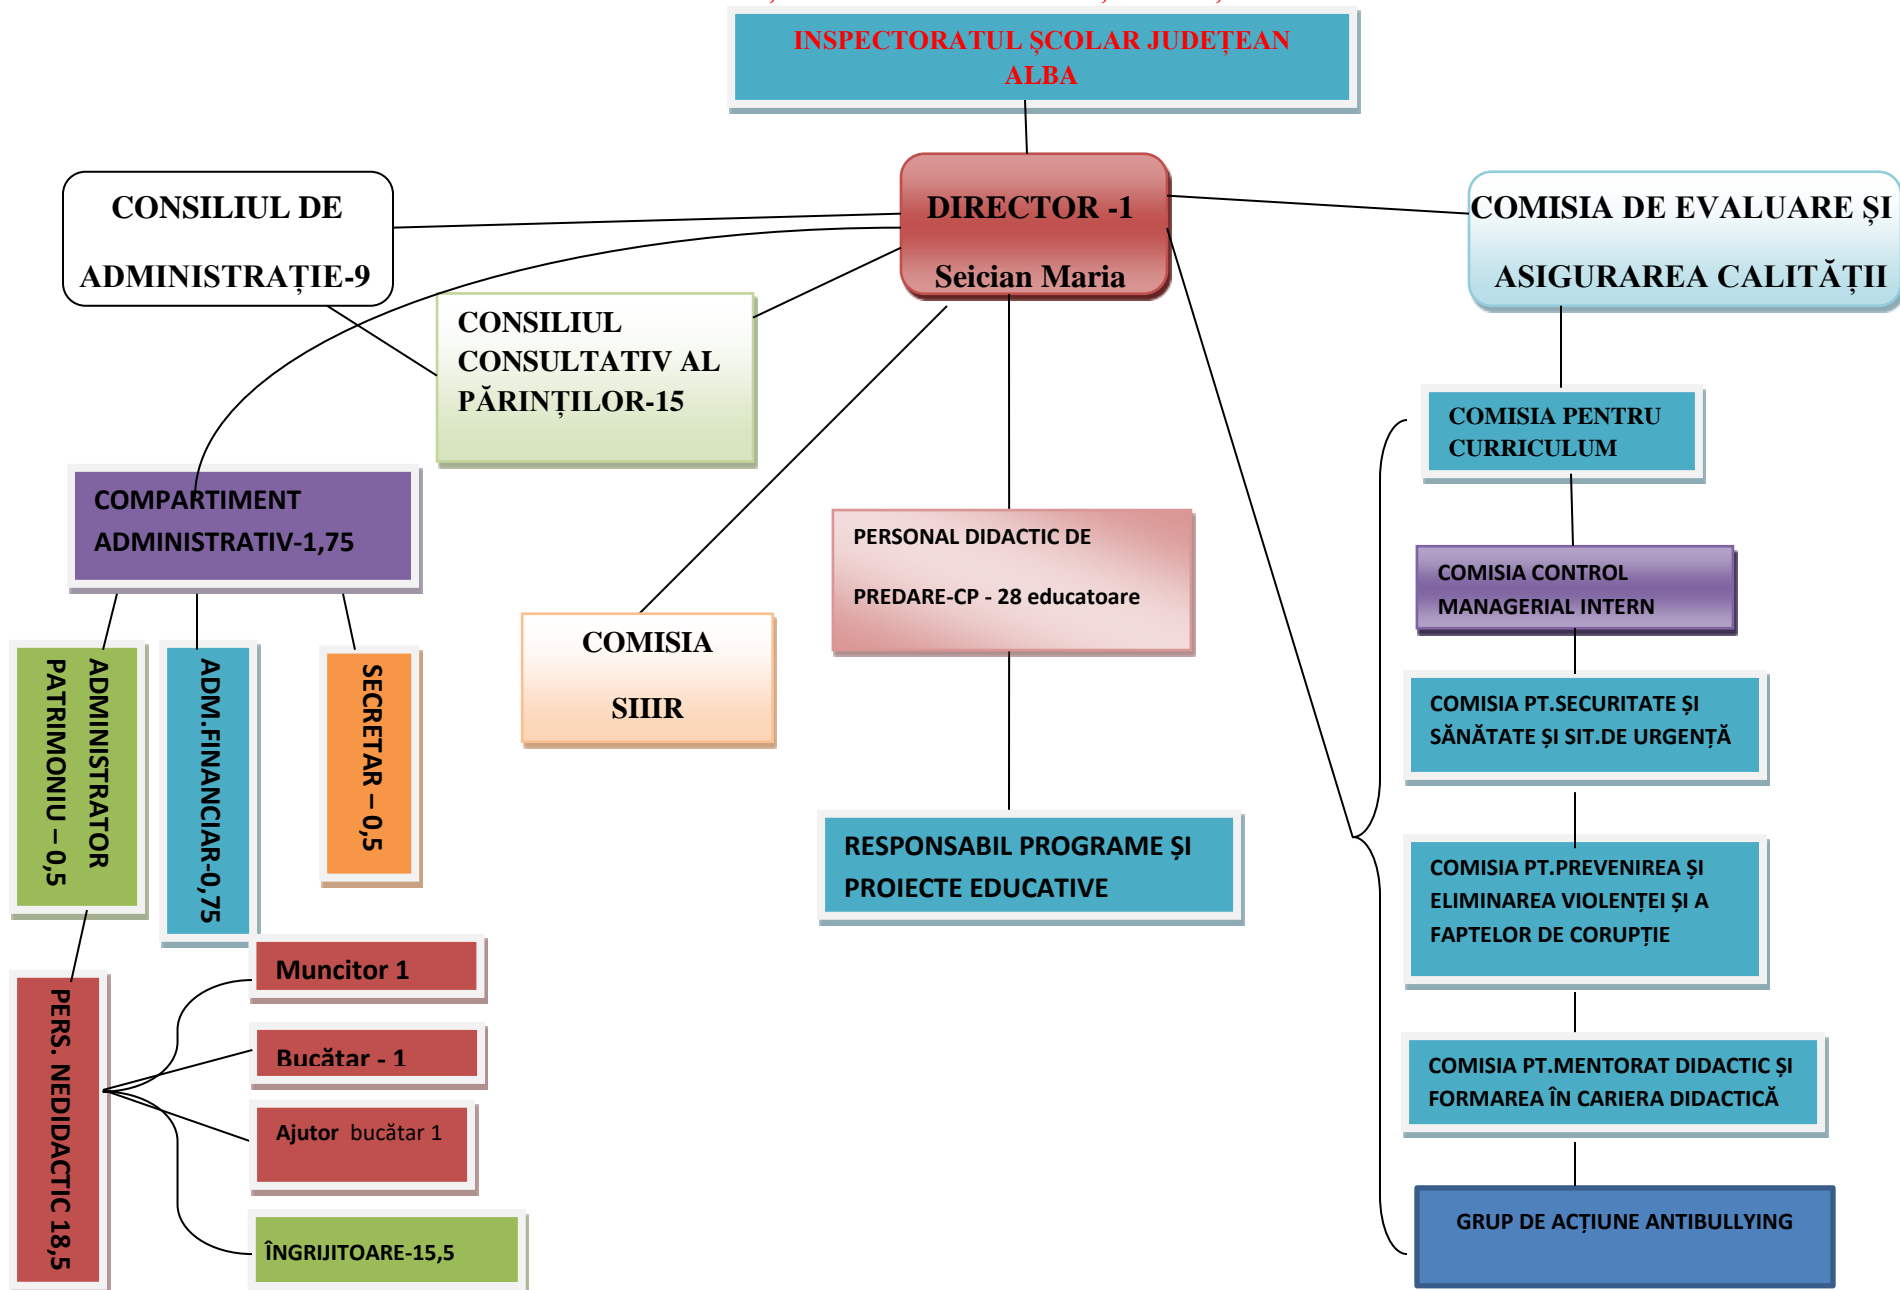 INSPECTORATUL ȘCOLAR JUDEȚEAN
ALBA
CONSILIUL DE
ADMINISTRAȚIE-9
DIRECTOR -1
Seician Maria
COMISIA DE EVALUARE ȘI
ASIGURAREA CALITĂȚII
CONSILIUL
CONSULTATIV AL
PĂRINȚILOR-15
COMISIA PENTRU
CURRICULUM
COMPARTIMENT
ADMINISTRATIV-1,75
PERSONAL DIDACTIC DE
PREDARE-CP - 28 educatoare
COMISIA CONTROL
MANAGERIAL INTERN
COMISIA
SIIIR
ADMINISTRATOR
PATRIMONIU – 0,5
ADM.FINANCIAR-0,75
SECRETAR – 0,5
COMISIA PT.SECURITATE ȘI
SĂNĂTATE ȘI SIT.DE URGENȚĂ
RESPONSABIL PROGRAME ȘI
PROIECTE EDUCATIVE
COMISIA PT.PREVENIREA ȘI
ELIMINAREA VIOLENȚEI ȘI A
FAPTELOR DE CORUPȚIE
PERS. NEDIDACTIC 18,5
Muncitor 1
Bucătar - 1
Ajutor bucătar 1
ÎNGRIJITOARE-15,5
COMISIA PT.MENTORAT DIDACTIC ȘI
FORMAREA ÎN CARIERA DIDACTICĂ
GRUP DE ACȚIUNE ANTIBULLYING